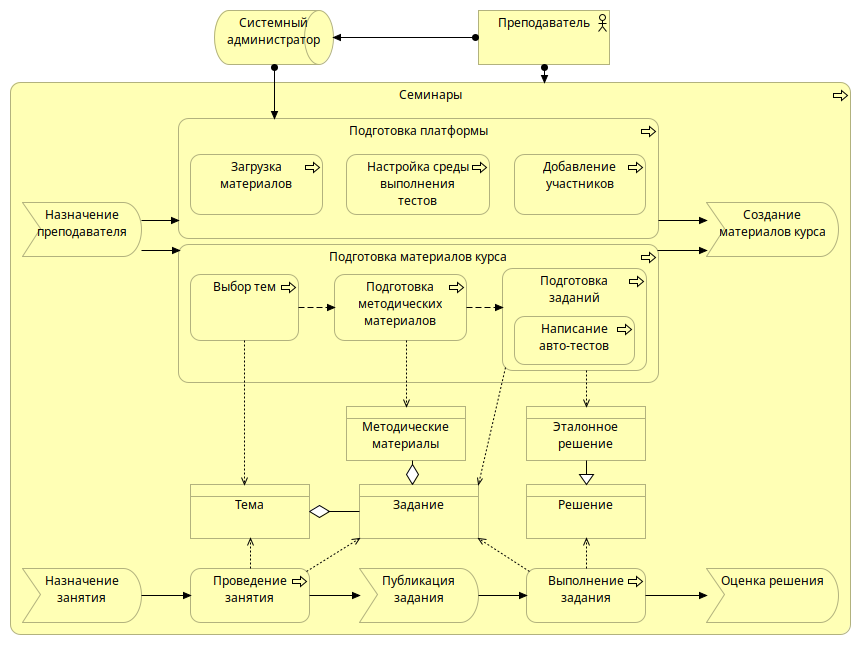 Системный
администратор
Преподаватель
Семинары
Подготовка платформы
Загрузка
материалов
Настройка среды
выполнения
тестов
Добавление
участников
Назначение
преподавателя
Создание
материалов курса
Подготовка материалов курса
Выбор тем
Подготовка
методических
материалов
Подготовка
заданий
Написание
авто-тестов
Методические
материалы
Эталонное
решение
Тема
Задание
Решение
Назначение
занятия
Проведение
занятия
Публикация
задания
Выполнение
задания
Оценка решения